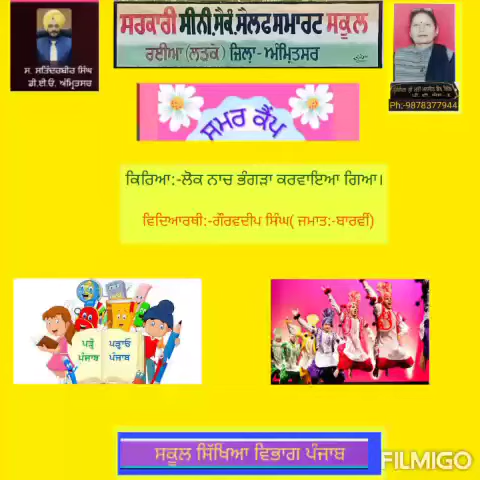 ਸਰਕਾਰੀ ਸੀਨੀ.ਸੈਕੰ.ਸੈਲਫ ਸਮਾਰਟ ਸਕੂਲ
ਰਈਆ (ਲੜਕੇ) ਜ਼ਿਲ੍ਹਾ- ਅੰਮ੍ਰਿਤਸਰ
ਸ. ਸਤਿੰਦਰਬੀਰ ਸਿੰਘ
ਡੀ.ਈ.ਓ. ਅੰਮ੍ਰਿਤਸਰ
Ph:-9878377944
ਸਮਰ ਕੈਂਪ
ਕਿਰਿਆ:-ਲੋਕ ਨਾਚ ਭੰਗੜਾ ਕਰਵਾਇਆ ਗਿਆ।
ਵਿਦਿਆਰਥੀ:-ਗੌਰਵਦੀਪ ਸਿੰਘ( ਜਮਾਤ:-ਬਾਰਵੀਂ)
ਪੜ੍ਹੋ ਪੰਜਾਬ
ਪੜ੍ਹਾਓ ਪੰਜਾਬ
ਸਕੂਲ ਸਿੱਖਿਆ ਵਿਭਾਗ ਪੰਜਾਬ
FILMIGO